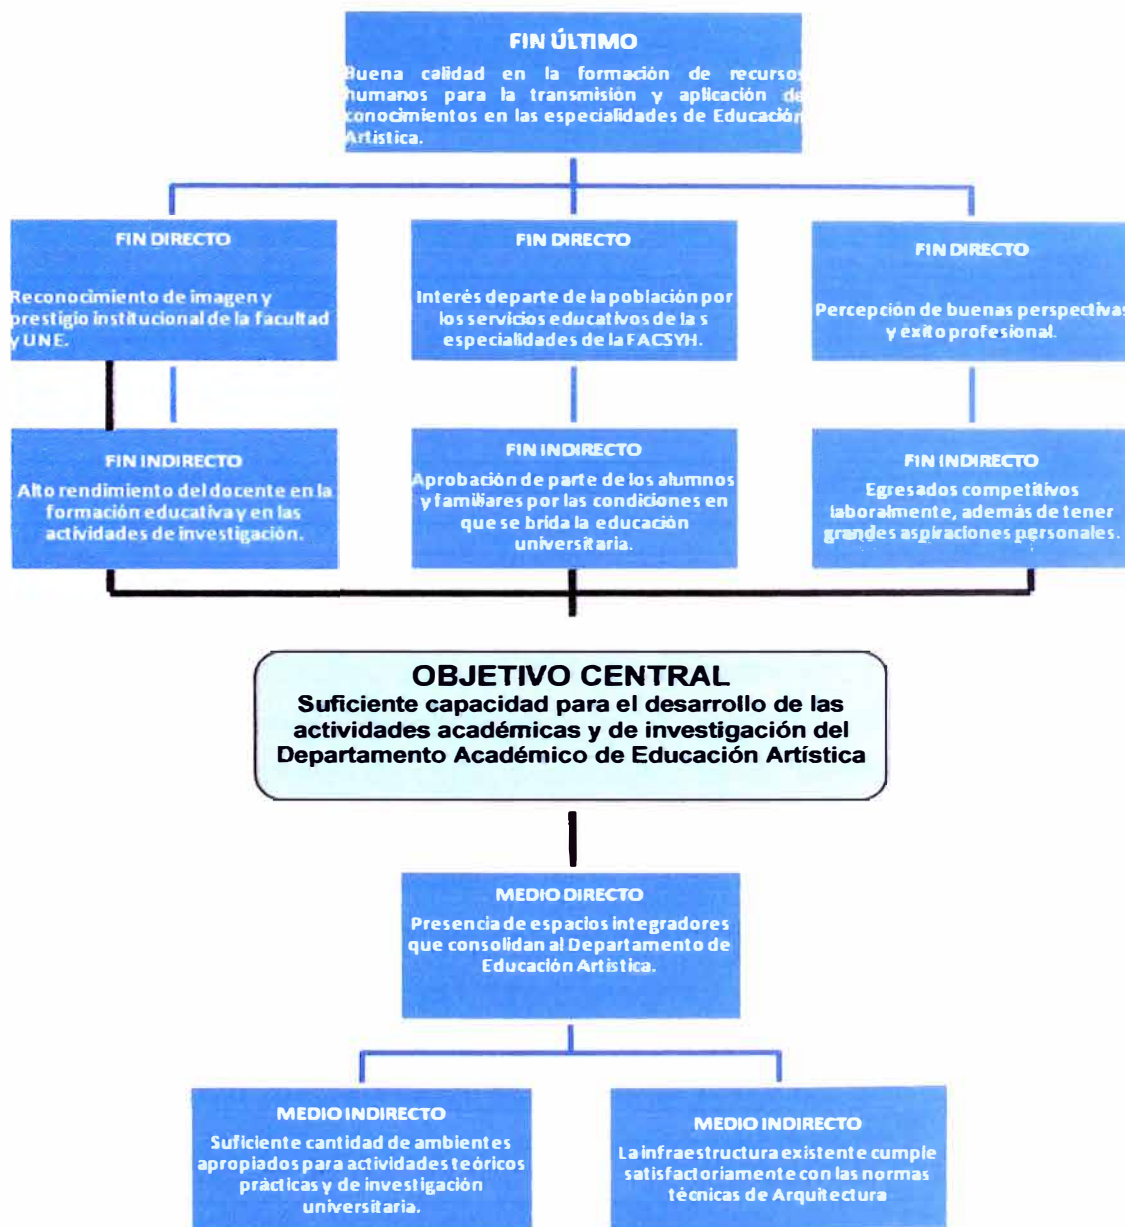 FIN ÚLTIMO
Buena calidad en la formación de recursos
humanos para la transmisión y aplicación de
conocimientos en las especialidades de Educación
Artística.
FIN DIRECTO
Reconocimiento de imagen y
prestigio institucional de la facultad
y UNE.
FIN DIRECTO
Interés departe de la población por
los servicios educativos de la s
especialidades de la FACSYH.
FIN DIRECTO
Percepción de buenas perspectivas
y exito profesional.
FIN INDIRECTO
Alto rendimiento del docente en la
formación educativa y en las
actividades de investigación.
FIN INDIRECTO
Aprobación de parte de los alumnos
y familiares por las condiciones en
que se brida la educación
universitaria.
FIN INDIRECTO
Egresados competitivos
laboralmente, además de tener
grandes aspiraciones personales.
OBJETIVO CENTRAL
Suficiente capacidad para el desarrollo de las
actividades académicas y de investigación del
Departamento Académico de Educación Artística
MEDIO DIRECTO
Presencia de espacios integradores
que consolidan al Departamento de
Educación Artística.
MEDIO INDIRECTO
Suficiente cantidad de ambientes
apropiados para actividades teóricos
prácticas y de investigación
universitaria.
MEDIO INDIRECTO
La infraestructura existente cumple
satisfactoriamente con las normas
técnicas de Arquitectura